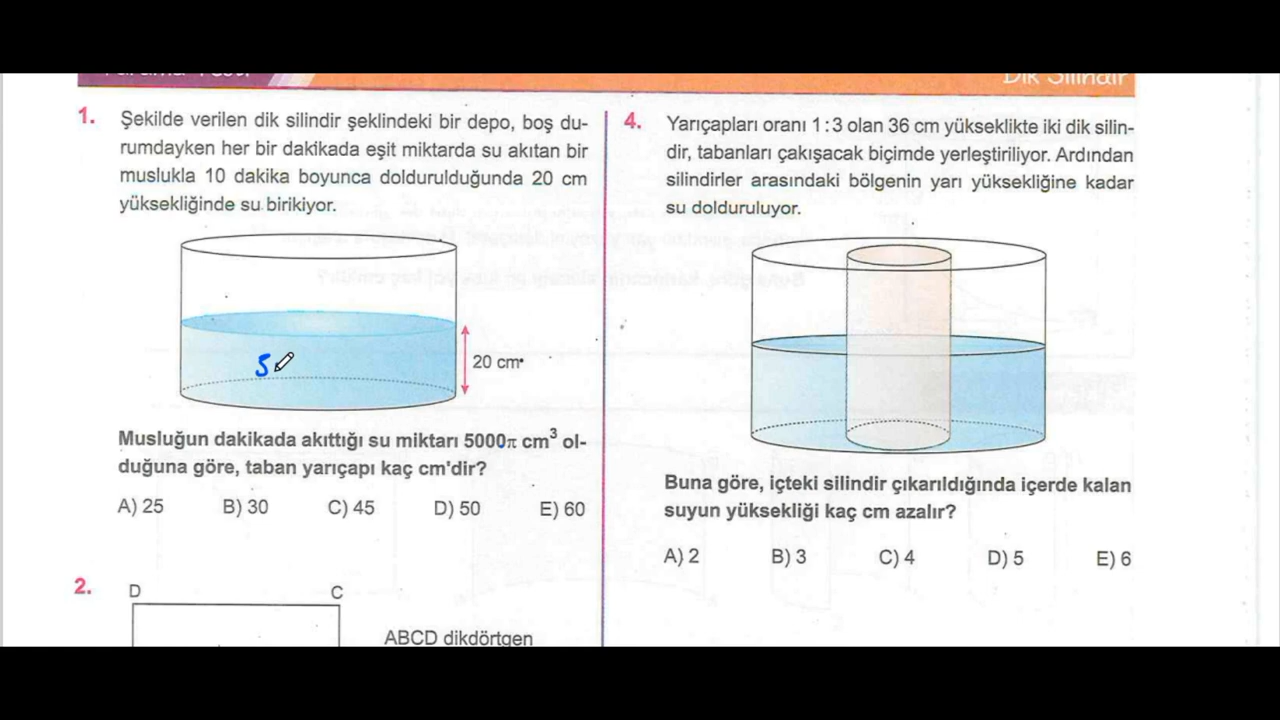 Dik Silindir
1. Şekilde verilen dik silindir şeklindeki bir depo, boş du-
rumdayken her bir dakikada eşit miktarda su akıtan bir
muslukla 10 dakika boyunca doldurulduğunda 20 cm
yüksekliğinde su birikiyor.
S
20 cm
Musluğun dakikada akıttığı su miktarı 5000π cm³ ol-
duğuna göre, taban yarıçapı kaç cm'dir?
A) 25 B) 30 C) 45 D) 50 E) 60
2. D C
ABCD dikdörtgen
4. Yarıçapları oranı 1:3 olan 36 cm yükseklikte iki dik silin-
dir, tabanları çakışacak biçimde yerleştiriliyor. Ardından
silindirler arasındaki bölgenin yarı yüksekliğine kadar
su dolduruluyor.
Buna göre, içteki silindir çıkarıldığında içerde kalan
suyun yüksekliği kaç cm azalır?
A) 2 B) 3 C) 4 D) 5 E) 6